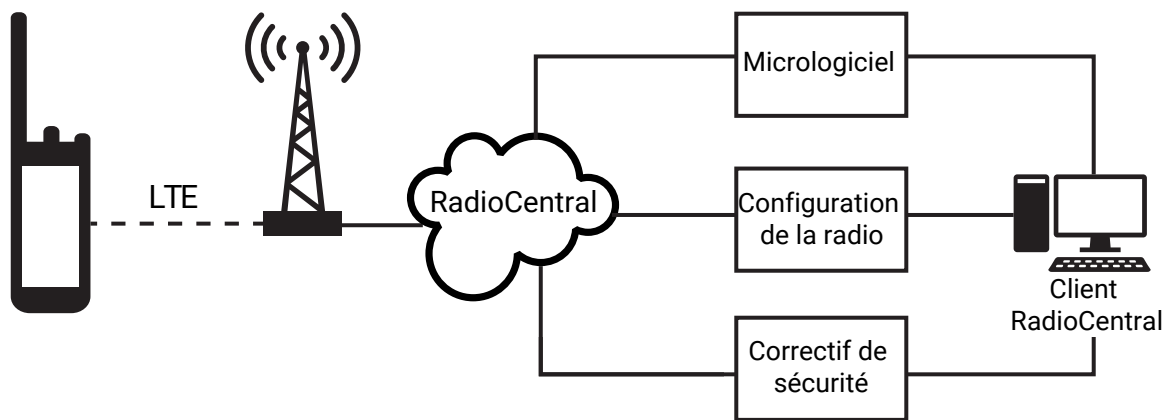 LTE
RadioCentral
Micrologiciel
Configuration
de la radio
Correctif de
sécurité
Client
RadioCentral